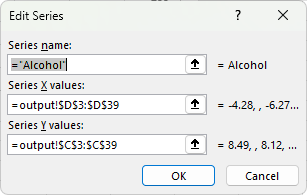 Edit Series
Series name:
="Alcohol" = Alcohol
Series X values:
=output!$D$3:$D$39 = -4.28, , -6.27...
Series Y values:
=output!$C$3:$C$39 = 8.49, , 8.12, ...
OK Cancel